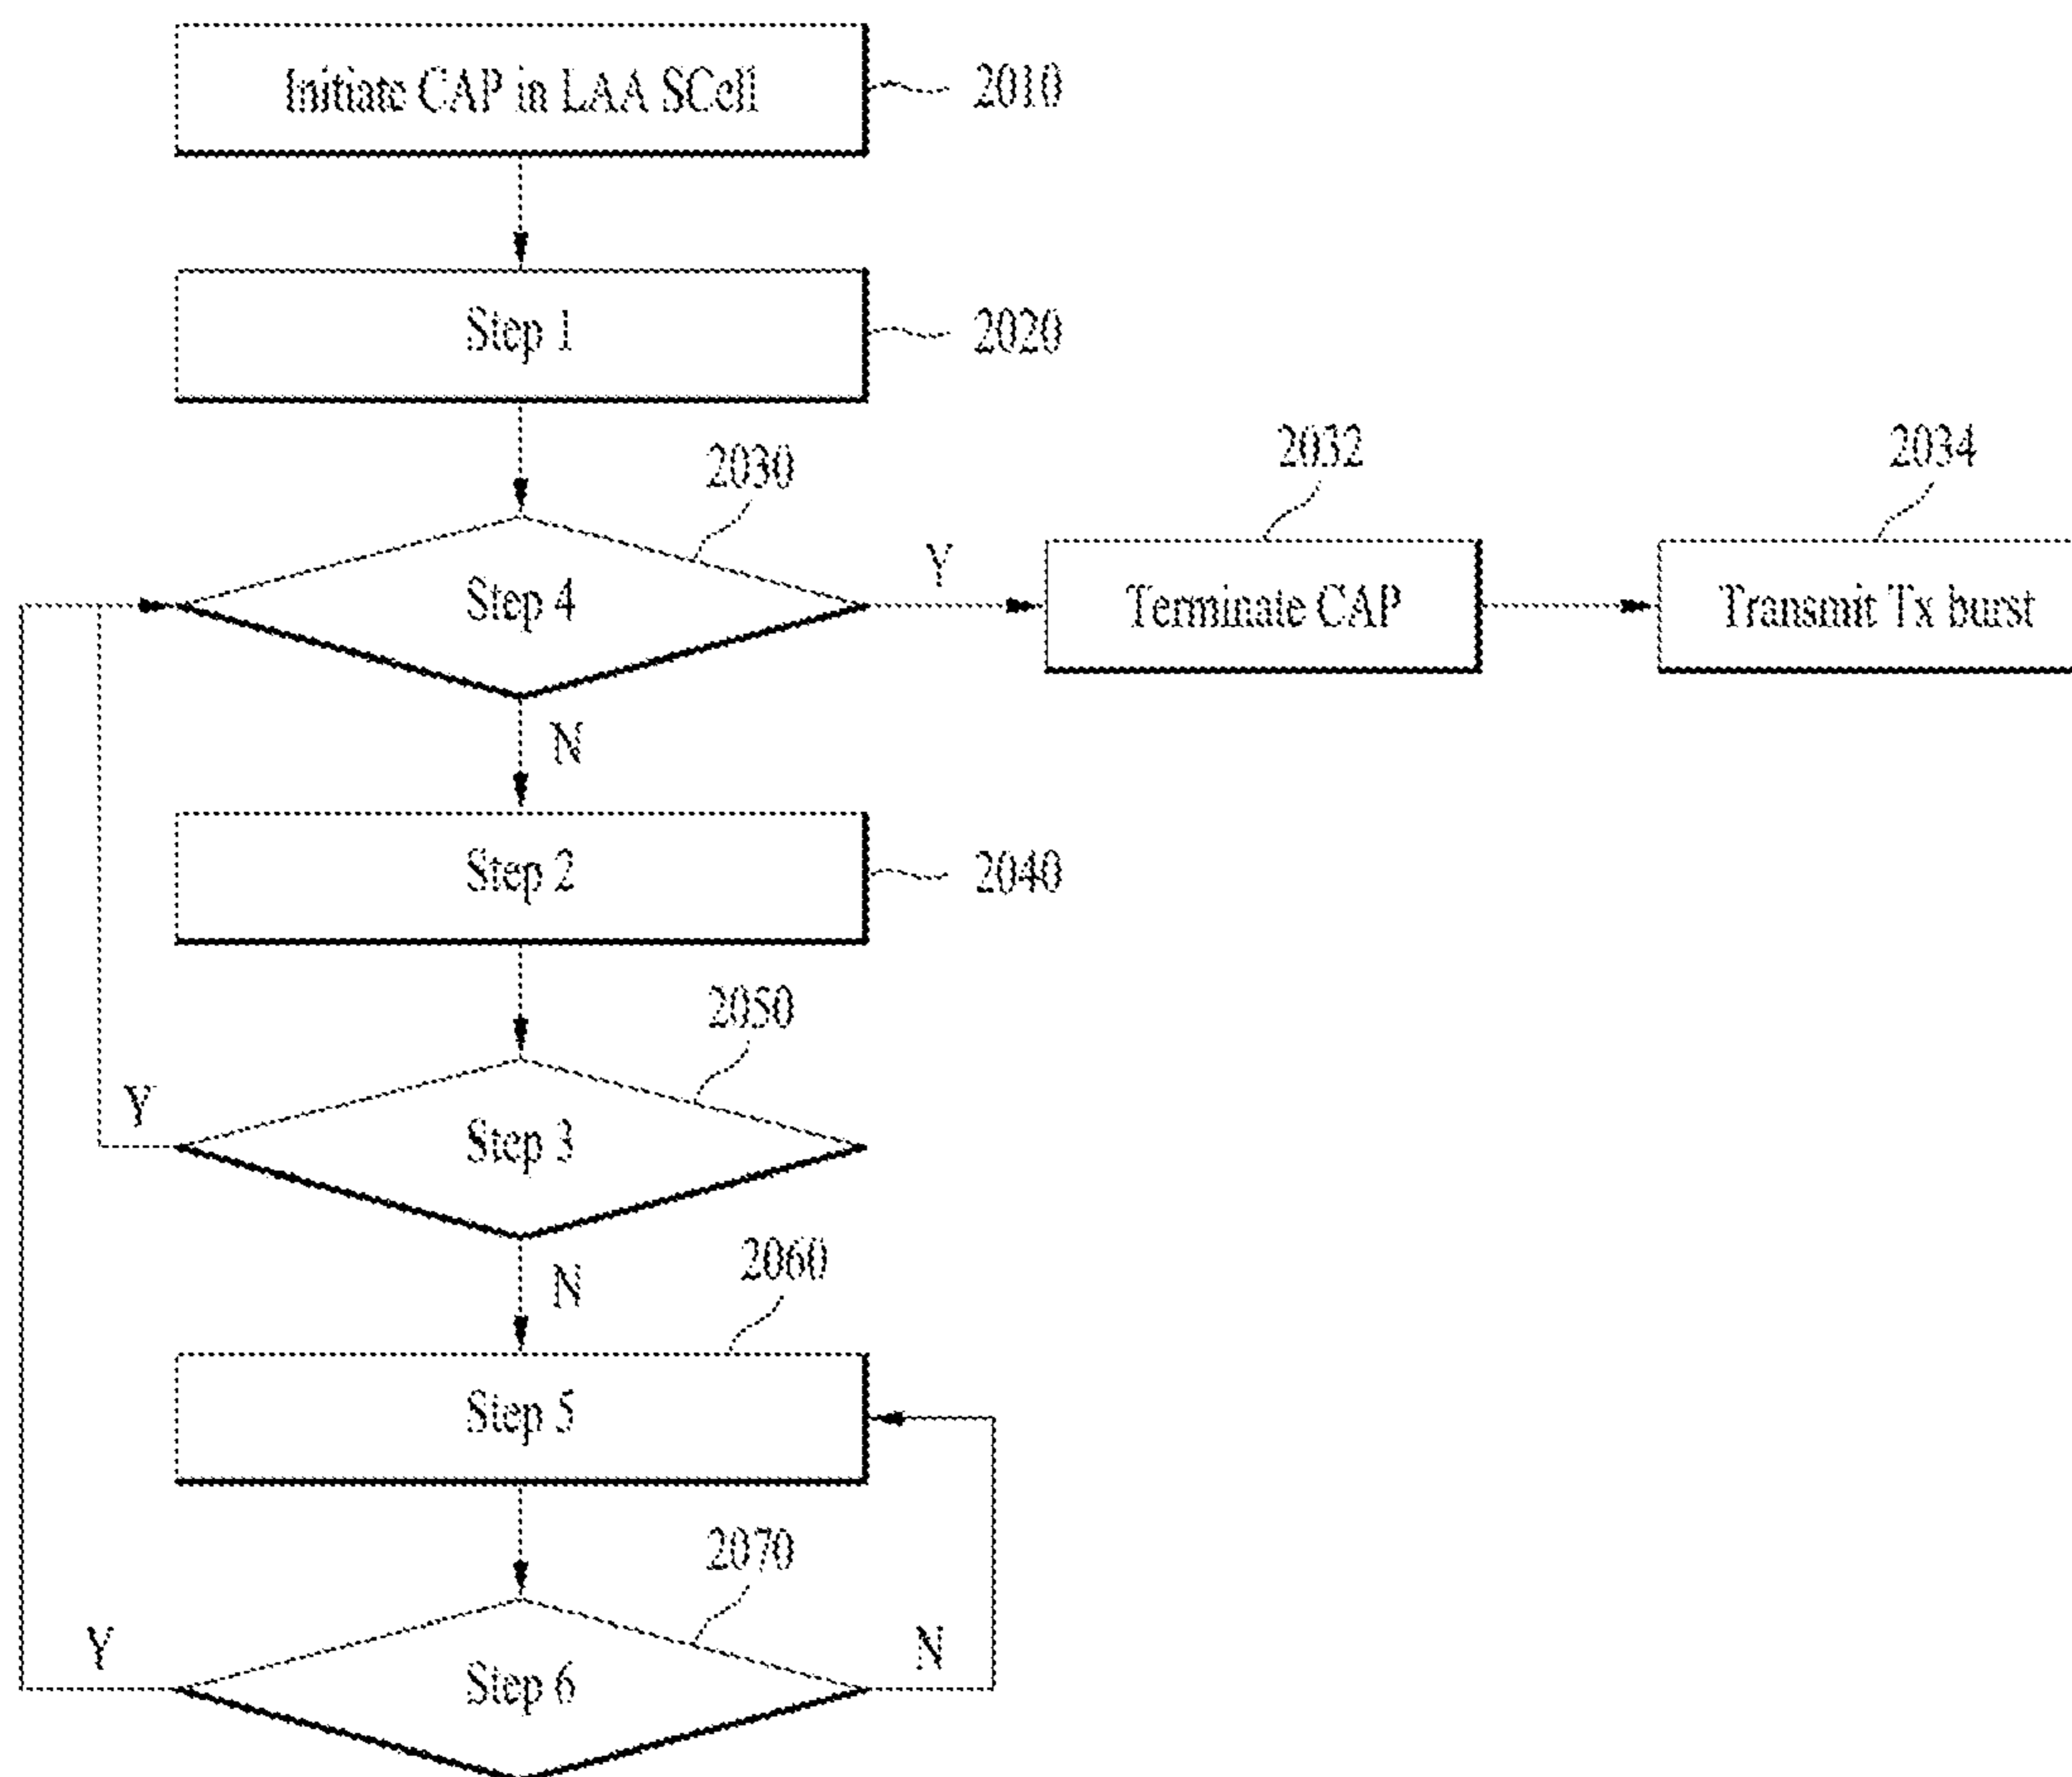 Initiate CAP in LAA SCell
2010
Step 1
2020
2030
2032
2034
Step 4
Y
Terminate CAP
Transmit Tx burst
N
Step 2
2040
2050
Y
Step 3
N
2060
Step 5
2070
Y
Step 6
N